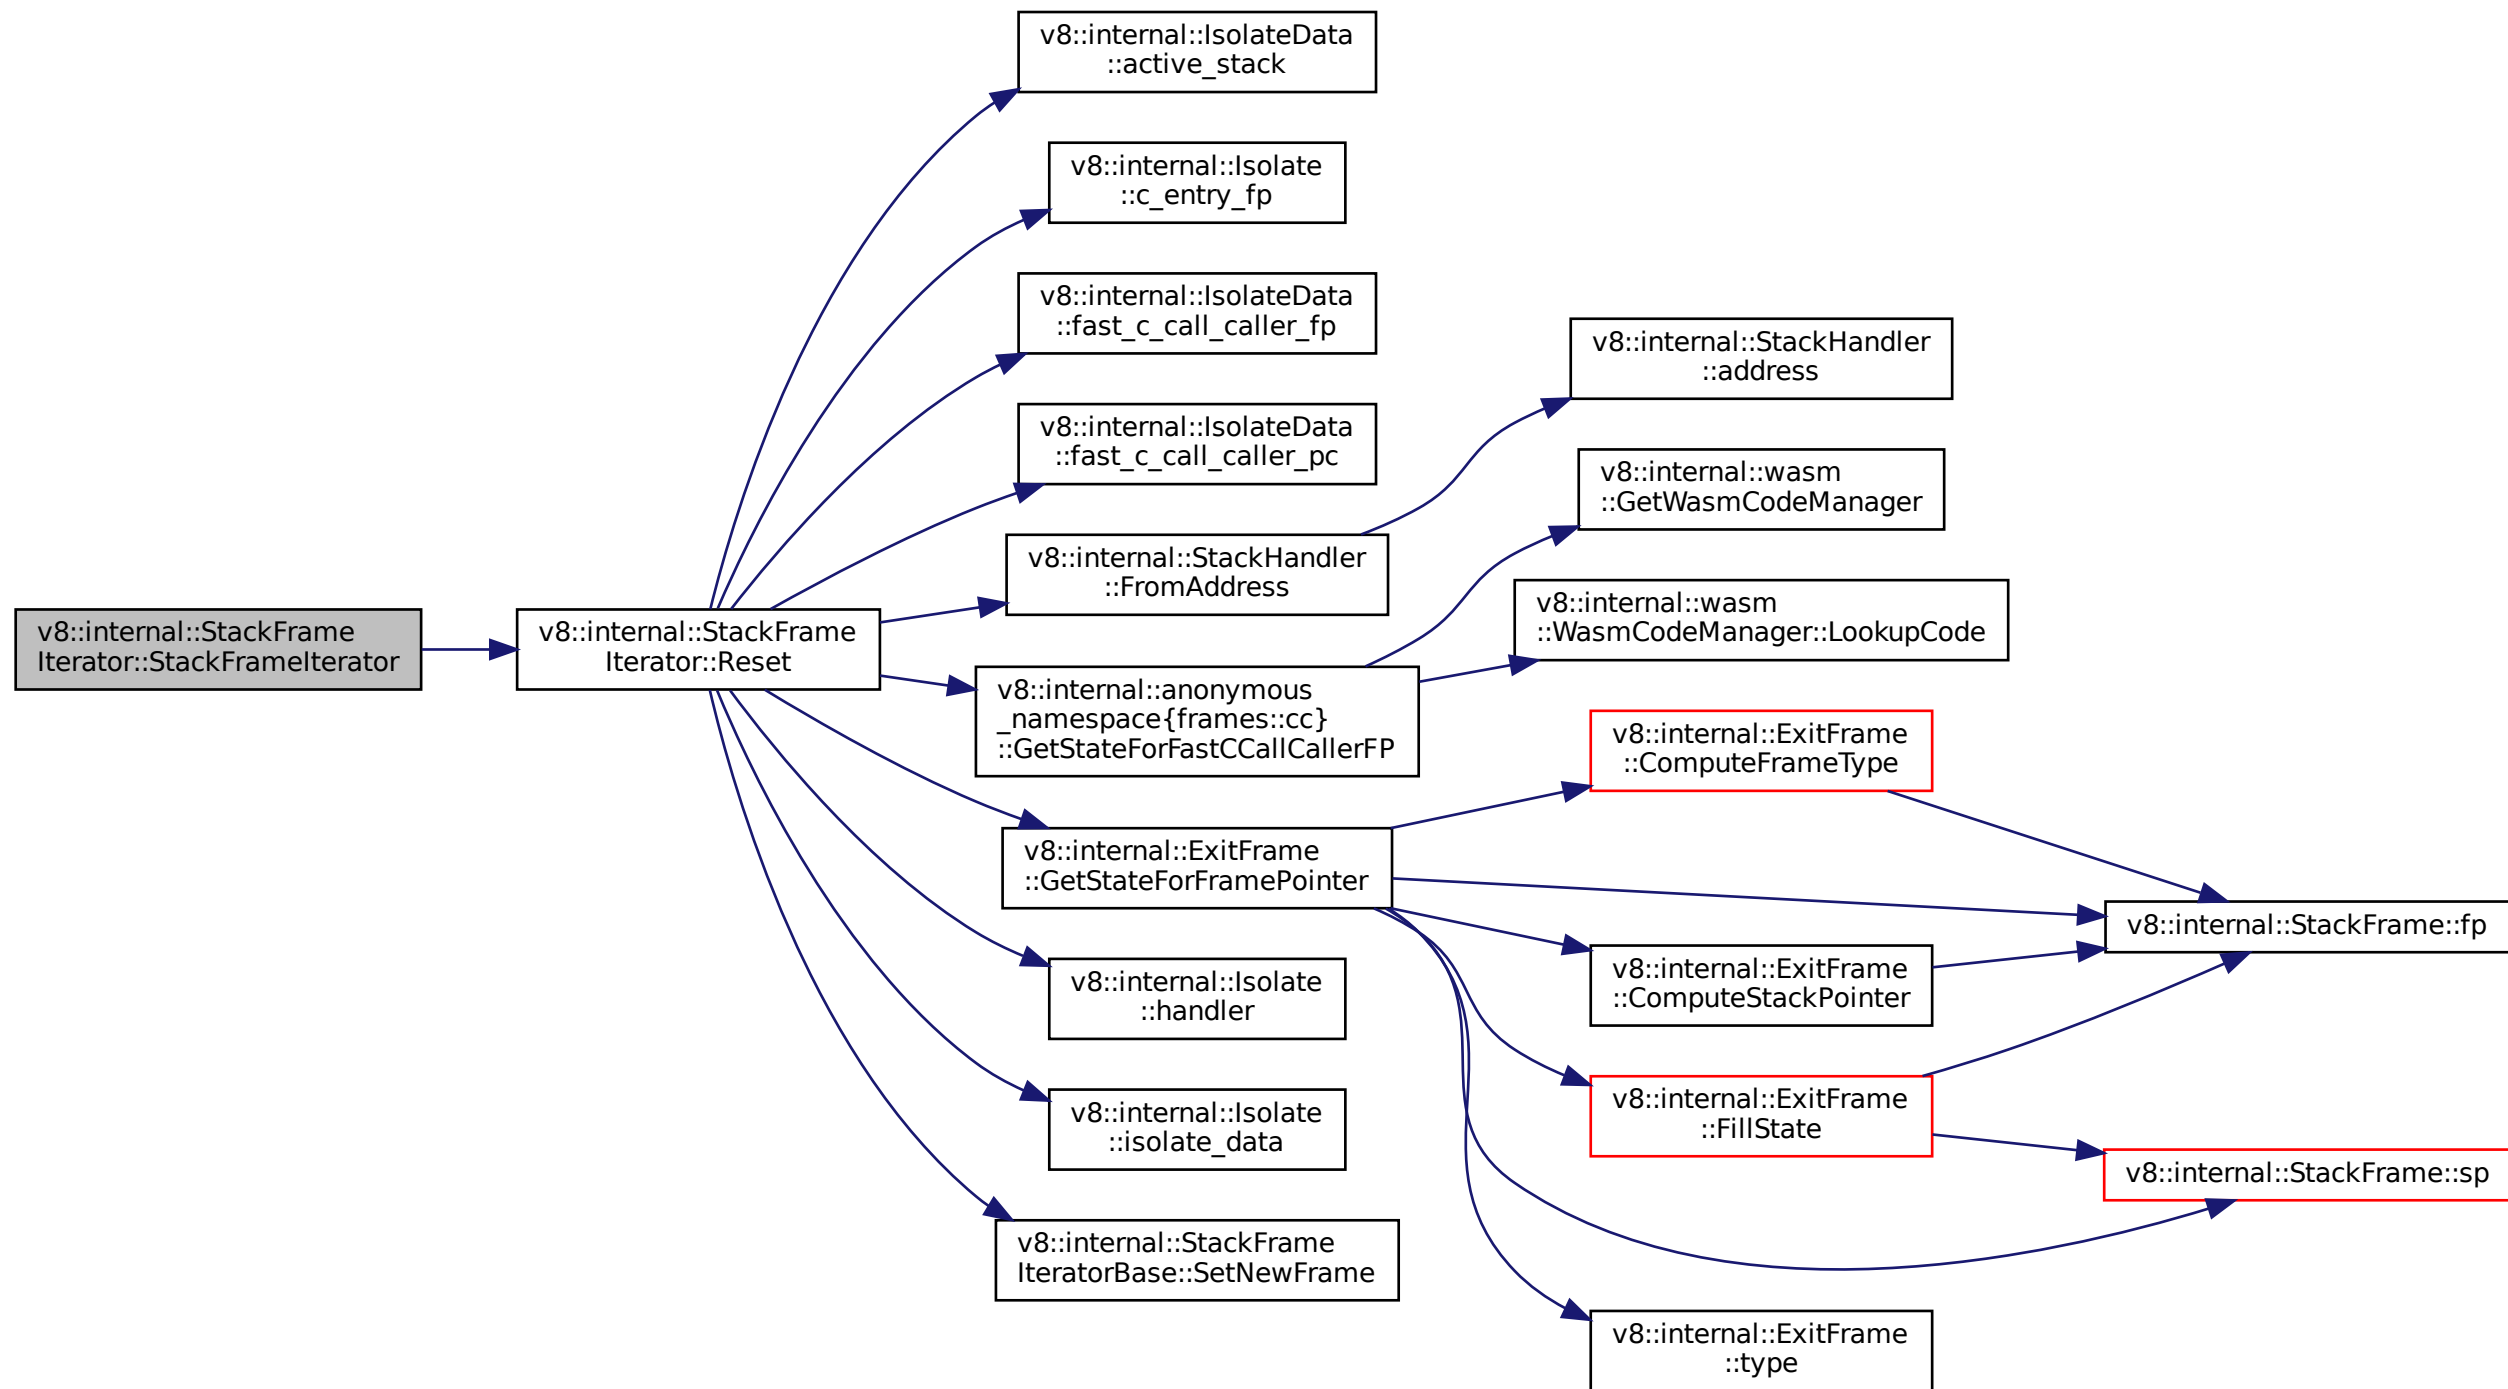 v8::internal::StackFrame
Iterator::StackFrameIterator
v8::internal::StackFrame
Iterator::Reset
v8::internal::IsolateData
::active_stack
v8::internal::Isolate
::c_entry_fp
v8::internal::IsolateData
::fast_c_call_caller_fp
v8::internal::IsolateData
::fast_c_call_caller_pc
v8::internal::StackHandler
::FromAddress
v8::internal::anonymous
_namespace{frames::cc}
::GetStateForFastCCallCallerFP
v8::internal::ExitFrame
::GetStateForFramePointer
v8::internal::Isolate
::handler
v8::internal::Isolate
::isolate_data
v8::internal::StackFrame
IteratorBase::SetNewFrame
v8::internal::StackHandler
::address
v8::internal::wasm
::GetWasmCodeManager
v8::internal::wasm
::WasmCodeManager::LookupCode
v8::internal::ExitFrame
::ComputeFrameType
v8::internal::ExitFrame
::ComputeStackPointer
v8::internal::ExitFrame
::FillState
v8::internal::ExitFrame
::type
v8::internal::StackFrame::fp
v8::internal::StackFrame::sp